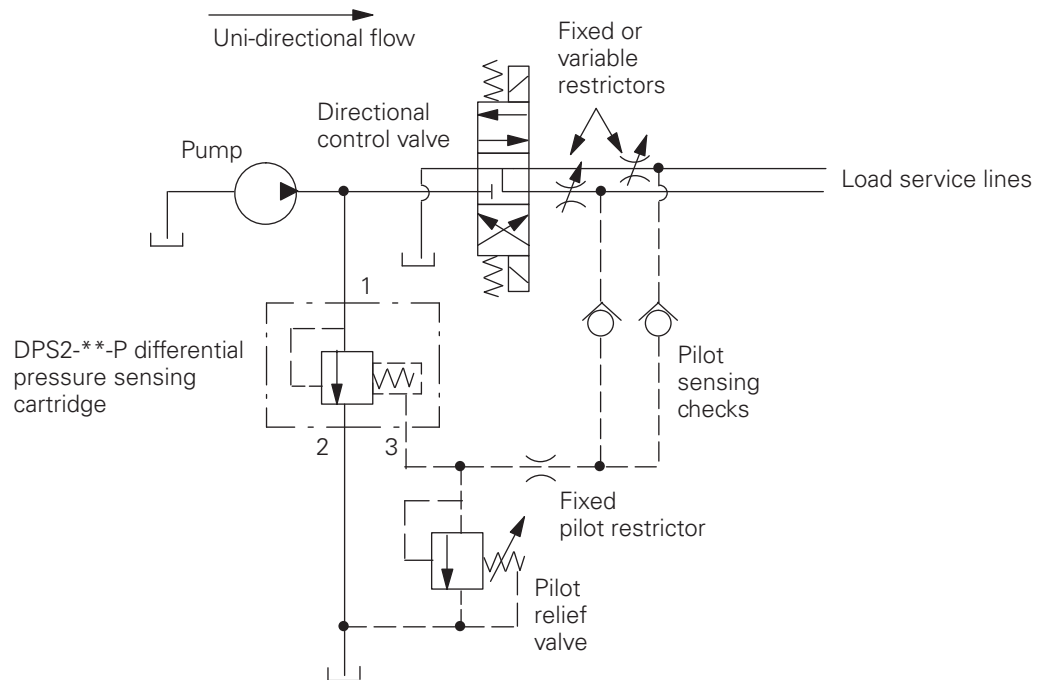 Uni-directional flow
Fixed or
variable
restrictors
Directional
control valve
Pump
Load service lines
1
DPS2-**-P differential
pressure sensing
cartridge
Pilot
sensing
checks
2
3
Fixed
pilot restrictor
Pilot
relief
valve